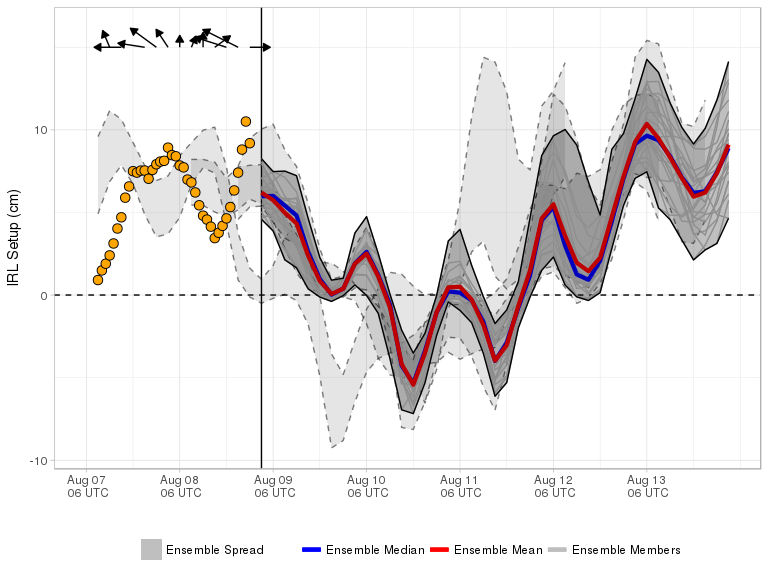 IRL Setup (cm)
10
0
-10
Aug 07 Aug 08 Aug 09 Aug 10 Aug 11 Aug 12 Aug 13
06 UTC 06 UTC 06 UTC 06 UTC 06 UTC 06 UTC 06 UTC
Ensemble Spread Ensemble Median Ensemble Mean Ensemble Members